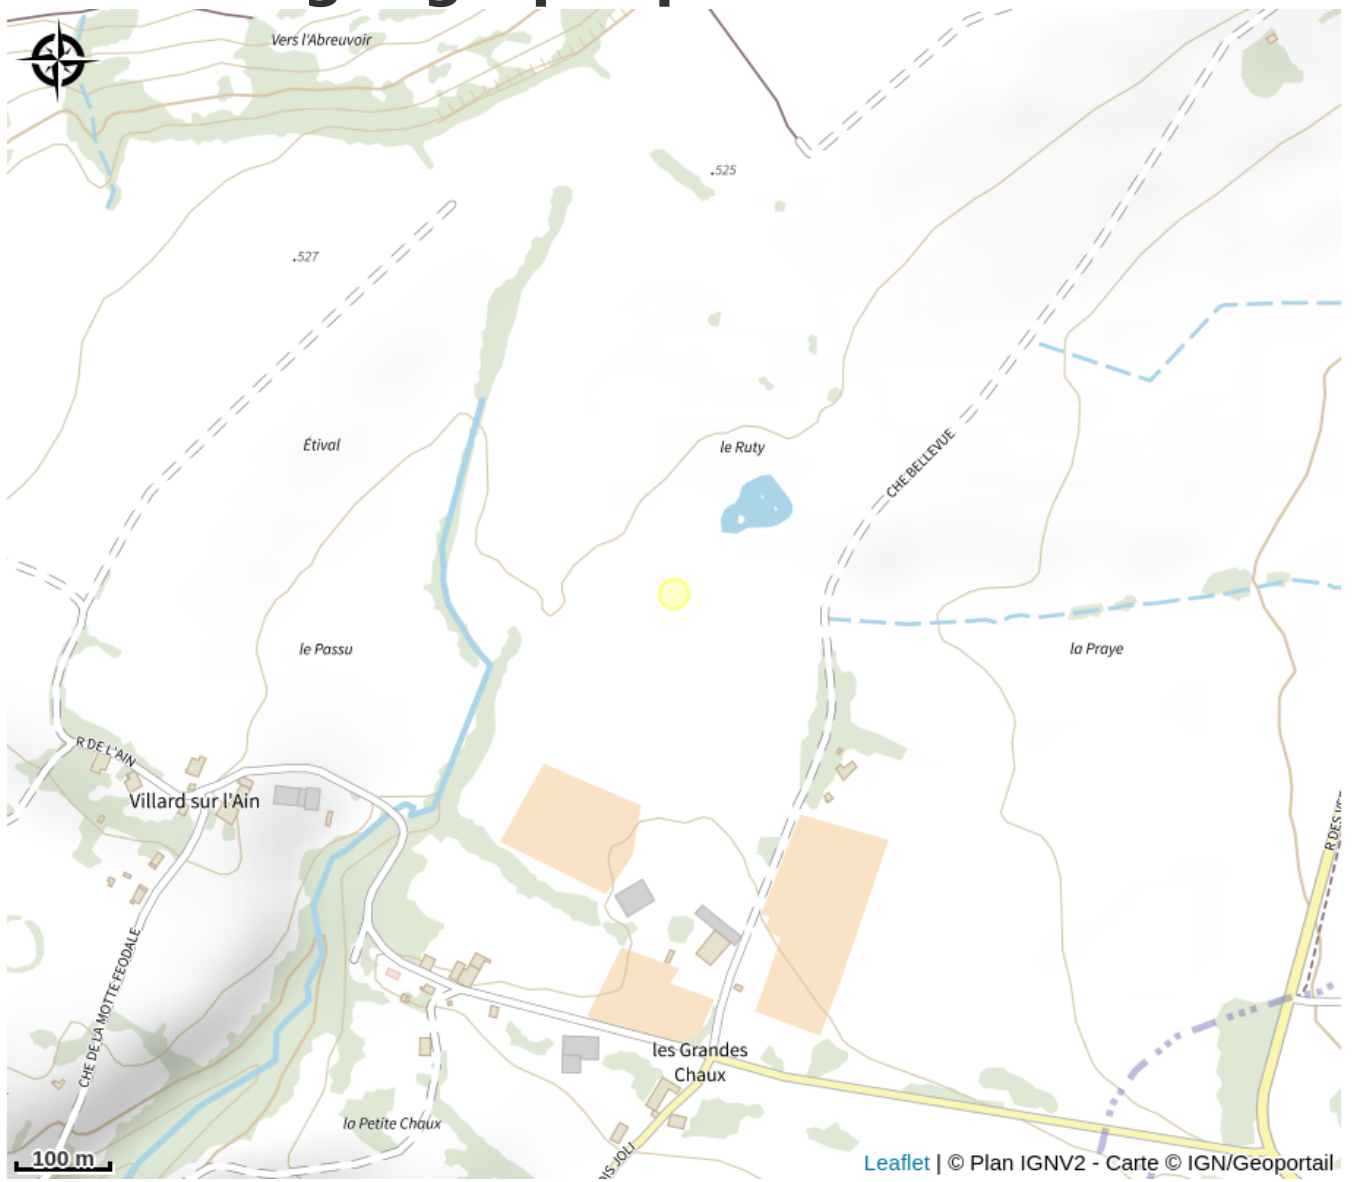 Vers l'Abreuvoir
.525
.527
Étival
le Ruty
CHE BELLEVUE
le Passu
la Praye
R DE L'AIN
Villard sur l'Ain
CHE DE LA MOTTE FEODALE
les Grandes
Chaux
la Petite Chaux
100 m
Leaflet | © Plan IGNV2 - Carte © IGN/Geoportail